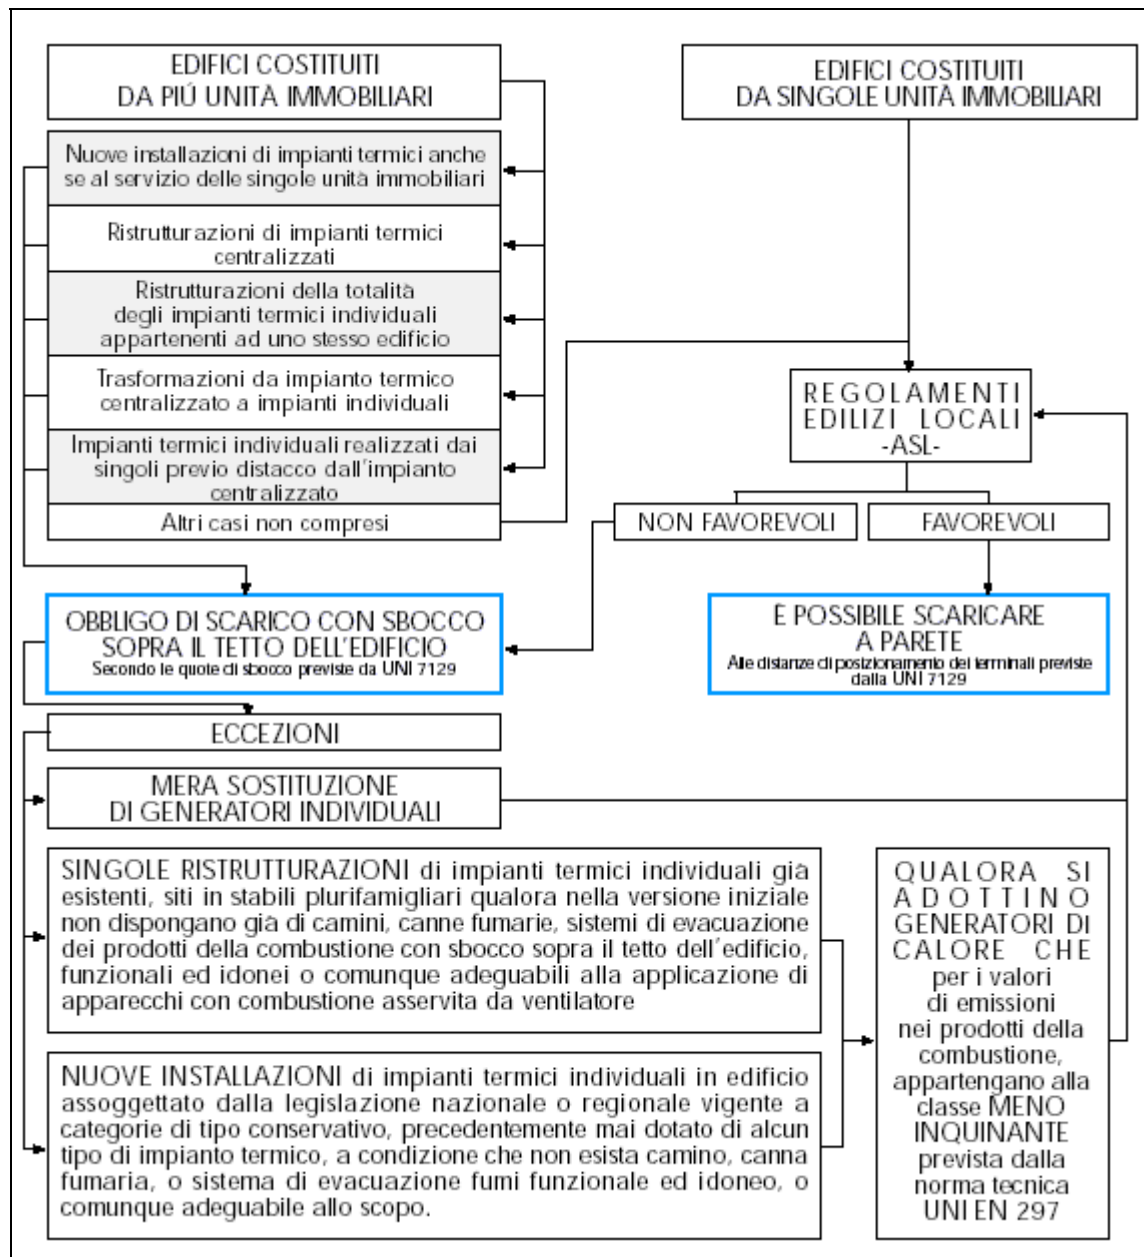 EDIFICI COSTITUITI
DA PIÚ UNITÀ IMMOBILIARI
EDIFICI COSTITUITI
DA SINGOLE UNITÀ IMMOBILIARI
Nuove installazioni di impianti termici anche
se al servizio delle singole unità immobiliari
Ristrutturazioni di impianti termici
centralizzati
Ristrutturazioni della totalità
degli impianti termici individuali
appartenenti ad uno stesso edificio
Trasformazioni da impianto termico
centralizzato a impianti individuali
Impianti termici individuali realizzati dai
singoli previo distacco dall'impianto
centralizzato
Altri casi non compresi
REGOLAMENTI
EDILIZI LOCALI
-ASL-
NON FAVOREVOLI
FAVOREVOLI
OBBLIGO DI SCARICO CON SBOCCO
SOPRA IL TETTO DELL'EDIFICIO
Secondo le quote di sbocco previste da UNI 7129
È POSSIBILE SCARICARE
A PARETE
Alle distanze di posizionamento dei terminali previste
dalla UNI 7129
ECCEZIONI
MERA SOSTITUZIONE
DI GENERATORI INDIVIDUALI
SINGOLE RISTRUTTURAZIONI di impianti termici individuali già
esistenti, siti in stabili plurifamigliari qualora nella versione iniziale
non dispongano già di camini, canne fumarie, sistemi di evacuazione
dei prodotti della combustione con sbocco sopra il tetto dell'edificio,
funzionali ed idonei o comunque adeguabili alla applicazione di
apparecchi con combustione asservita da ventilatore
NUOVE INSTALLAZIONI di impianti termici individuali in edificio
assoggettato dalla legislazione nazionale o regionale vigente a
categorie di tipo conservativo, precedentemente mai dotato di alcun
tipo di impianto termico, a condizione che non esista camino, canna
fumaria, o sistema di evacuazione fumi funzionale ed idoneo, o
comunque adeguabile allo scopo.
QUALORA SI
ADOTTINO
GENERATORI DI
CALORE CHE
per i valori
di emissioni
nei prodotti della
combustione,
appartengano alla
classe MENO
INQUINANTE
prevista dalla
norma tecnica
UNI EN 297